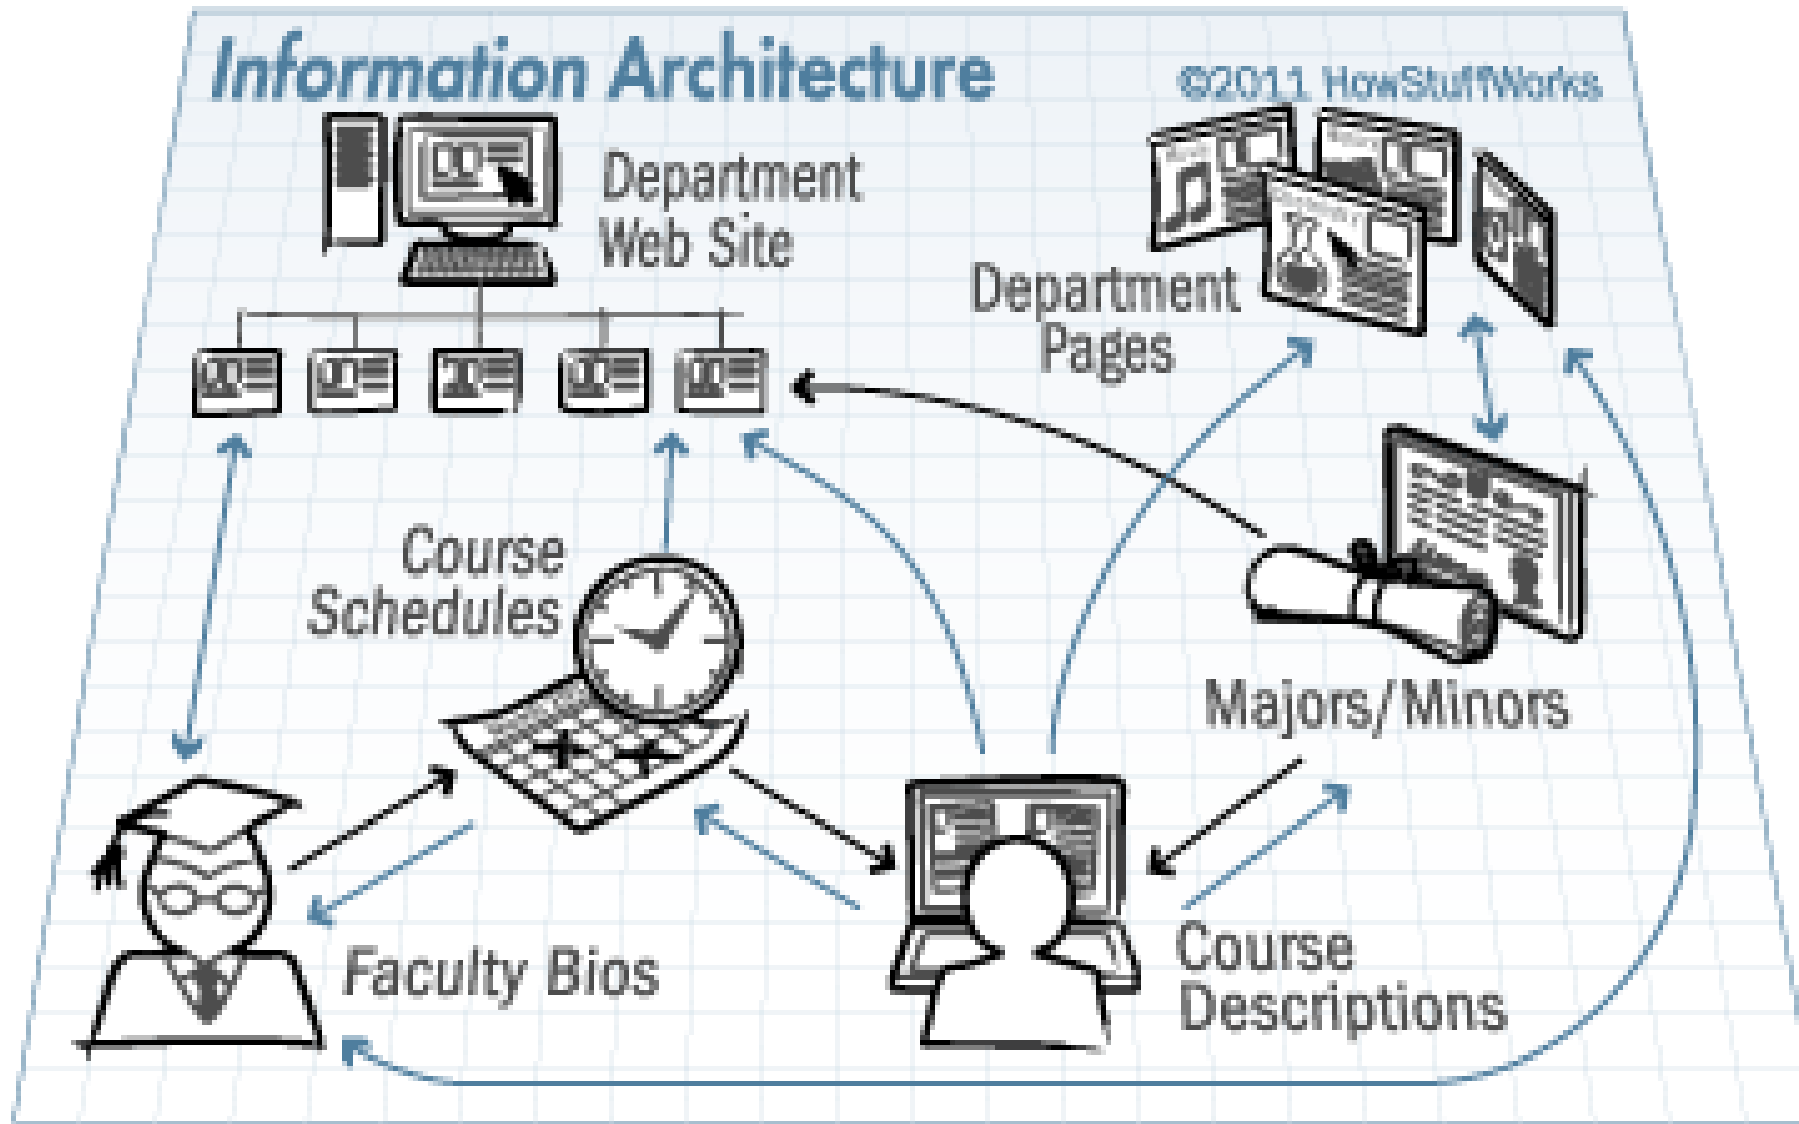 Information Architecture
©2011 HowStuffWorks
Department
Web Site
Department
Pages
Course
Schedules
Majors/Minors
Faculty Bios
Course
Descriptions